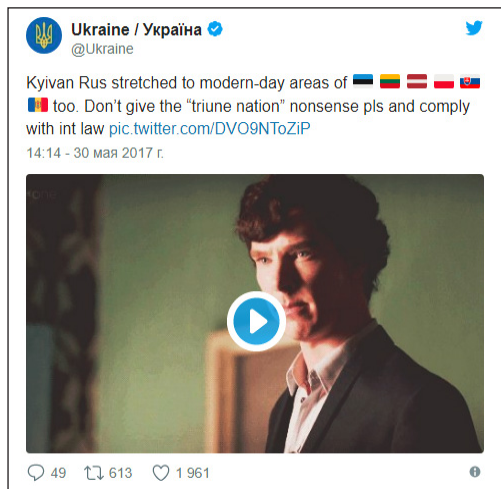 Ukraine / Україна
@Ukraine
Kyivan Rus stretched to modern-day areas of 🇪🇪 🇱🇹 🇱🇻 🇵🇱 🇸🇰
🇲🇩 too. Don’t give the “triune nation” nonsense pls and comply
with int law pic.twitter.com/DVO9NToZiP
14:14 - 30 мая 2017 г.
49 613 1 961